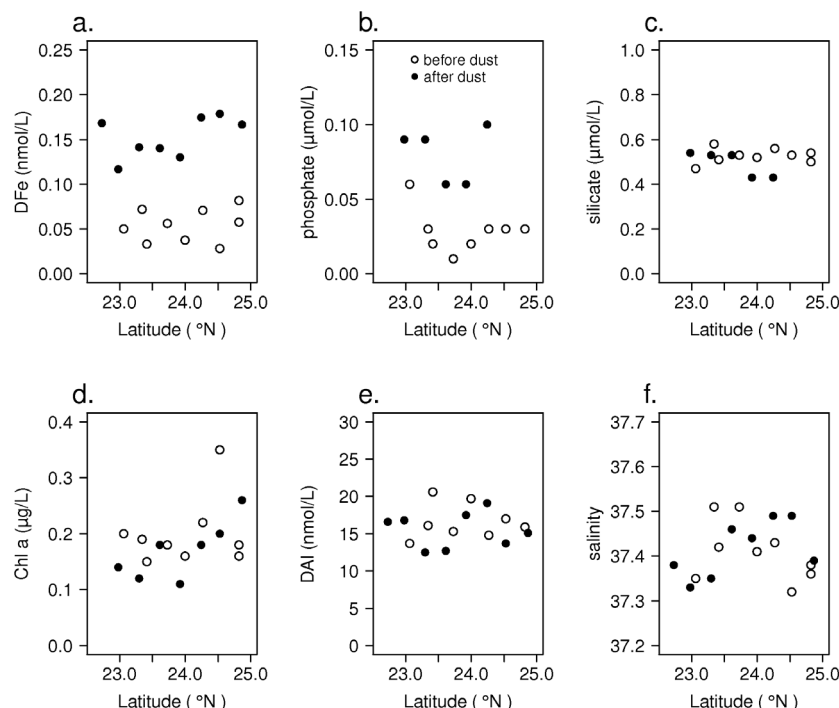 a.
DFe (nmol/L)
0.25
0.20
0.15
0.10
0.05
0.00
23.0 24.0 25.0
Latitude ( °N )
b.
before dust
after dust
phosphate (µmol/L)
0.15
0.10
0.05
0.00
23.0 24.0 25.0
Latitude ( °N )
c.
silicate (µmol/L)
1.0
0.8
0.6
0.4
0.2
0.0
23.0 24.0 25.0
Latitude ( °N )
d.
Chl a (µg/L)
0.4
0.3
0.2
0.1
0.0
23.0 24.0 25.0
Latitude ( °N )
e.
DAl (nmol/L)
30
25
20
15
10
5
0
23.0 24.0 25.0
Latitude ( °N )
f.
salinity
37.7
37.6
37.5
37.4
37.3
37.2
23.0 24.0 25.0
Latitude ( °N )